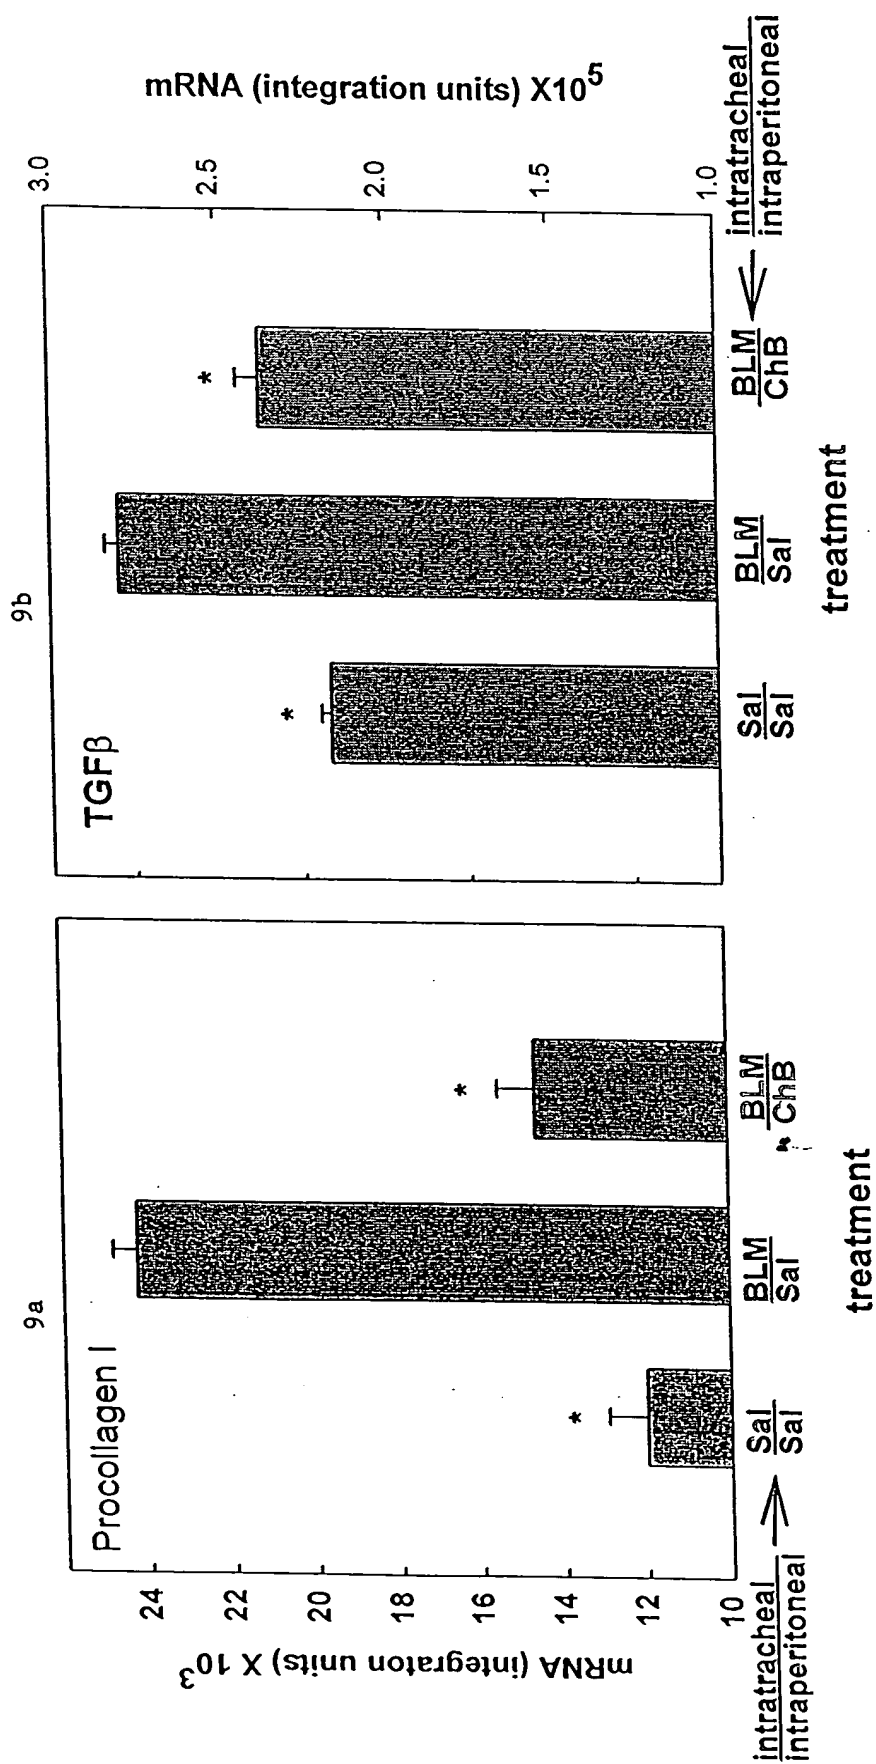 9a
Procollagen I
mRNA (integraton units) X 10³
24
22
20
18
16
14
12
10
intratracheal
intraperitoneal
Sal
Sal
BLM
Sal
BLM
ChB
*
*
treatment
9b
TGFβ
mRNA (integration units) X10⁵
3.0
2.5
2.0
1.5
1.0
Sal
Sal
BLM
Sal
BLM
ChB
*
*
intratracheal
intraperitoneal
treatment